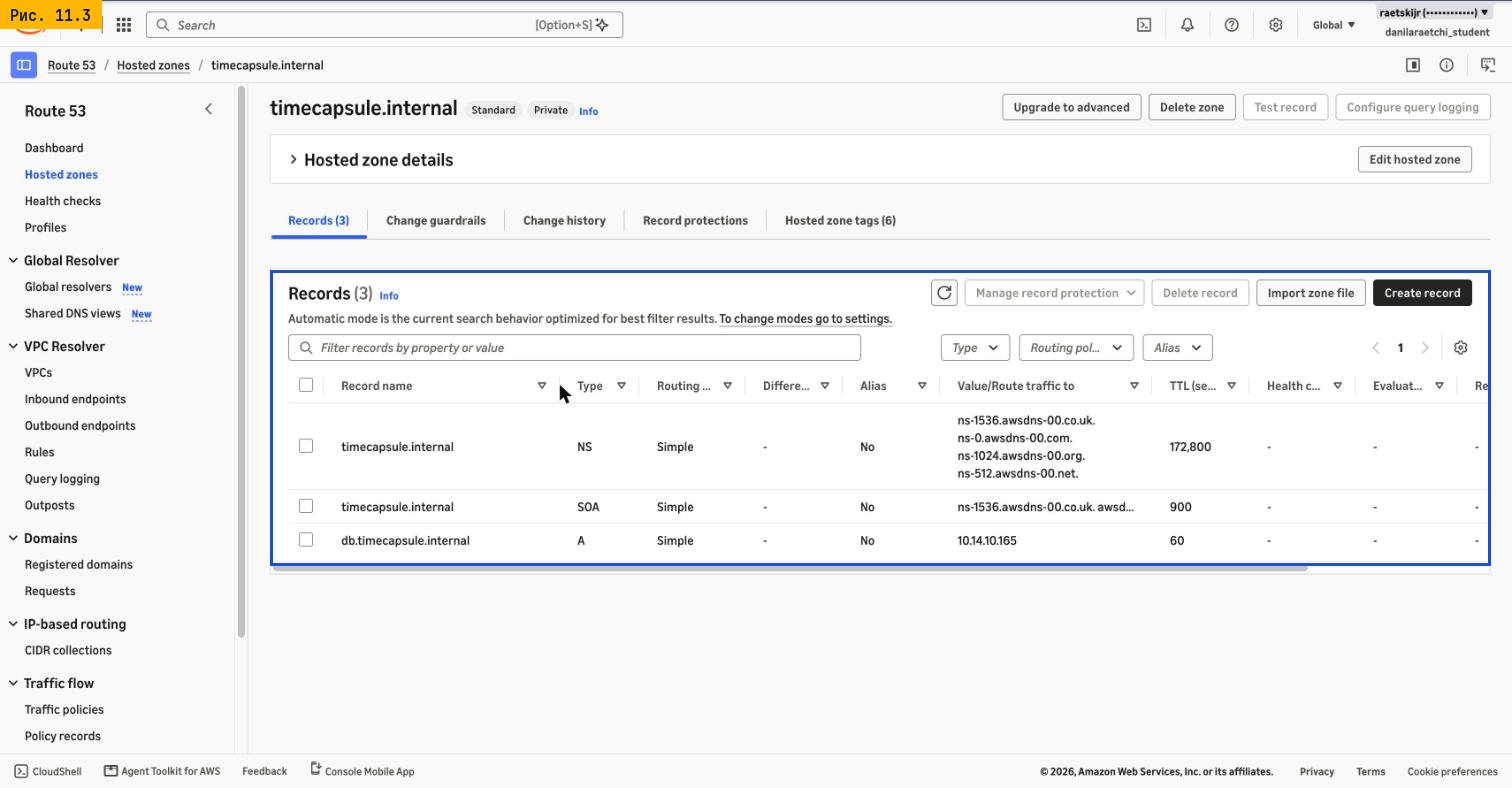 Рис. 11.3
Search [Option+S]
Global
raetskijr (••••••••••••)
danilaraetchi_student
Route 53 / Hosted zones / timecapsule.internal
Route 53
Dashboard
Hosted zones
Health checks
Profiles
Global Resolver
Global resolvers New
Shared DNS views New
VPC Resolver
VPCs
Inbound endpoints
Outbound endpoints
Rules
Query logging
Outposts
Domains
Registered domains
Requests
IP-based routing
CIDR collections
Traffic flow
Traffic policies
Policy records
timecapsule.internal Standard Private Info
Upgrade to advanced Delete zone Test record Configure query logging
Hosted zone details Edit hosted zone
Records (3) Change guardrails Change history Record protections Hosted zone tags (6)
Records (3) Info Manage record protection Delete record Import zone file Create record
Automatic mode is the current search behavior optimized for best filter results. To change modes go to settings.
Filter records by property or value Type Routing pol... Alias 1
Record name Type Routing ... Differe... Alias Value/Route traffic to TTL (se... Health c... Evaluat... Re
timecapsule.internal NS Simple - No ns-1536.awsdns-00.co.uk. 172,800 - - -
ns-0.awsdns-00.com.
ns-1024.awsdns-00.org.
ns-512.awsdns-00.net.
timecapsule.internal SOA Simple - No ns-1536.awsdns-00.co.uk. awsd... 900 - - -
db.timecapsule.internal A Simple - No 10.14.10.165 60 - - -
CloudShell Agent Toolkit for AWS Feedback Console Mobile App © 2026, Amazon Web Services, Inc. or its affiliates. Privacy Terms Cookie preferences